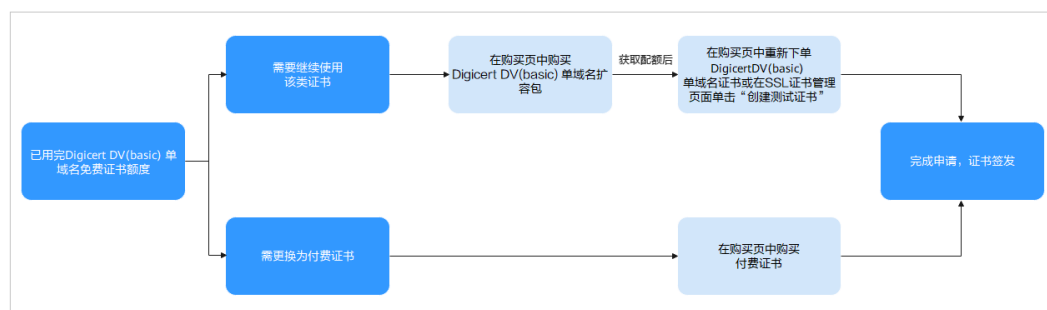 需要继续使用
该类证书
在购买页中购买
Digicert DV(basic) 单域名扩
容包
获取配额后
在购买页中重新下单
DigicertDV(basic)
单域名证书或在SSL证书管理
页面单击“创建测试证书”
已用完Digicert DV(basic) 单
域名免费证书额度
完成申请，证书签发
需更换为付费证书
在购买页中购买
付费证书